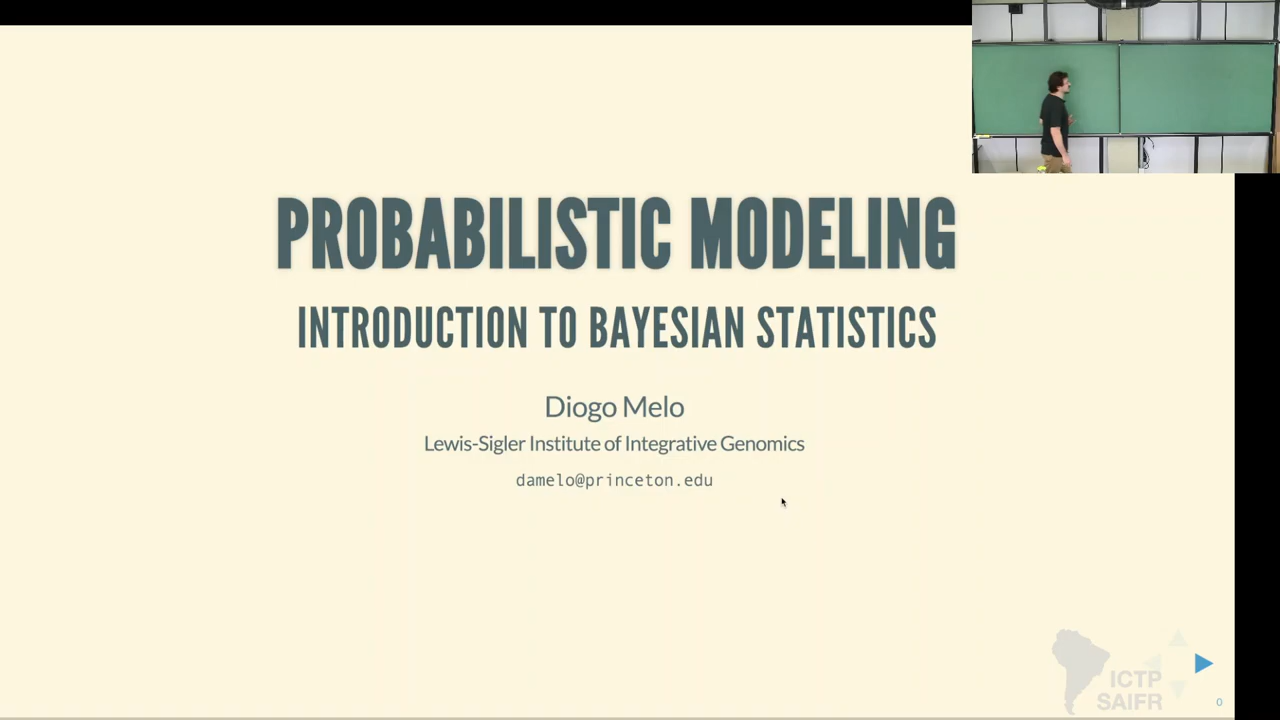 PROBABILISTIC MODELING
INTRODUCTION TO BAYESIAN STATISTICS
Diogo Melo
Lewis-Sigler Institute of Integrative Genomics
damelo@princeton.edu
ICTP
SAIFR
0